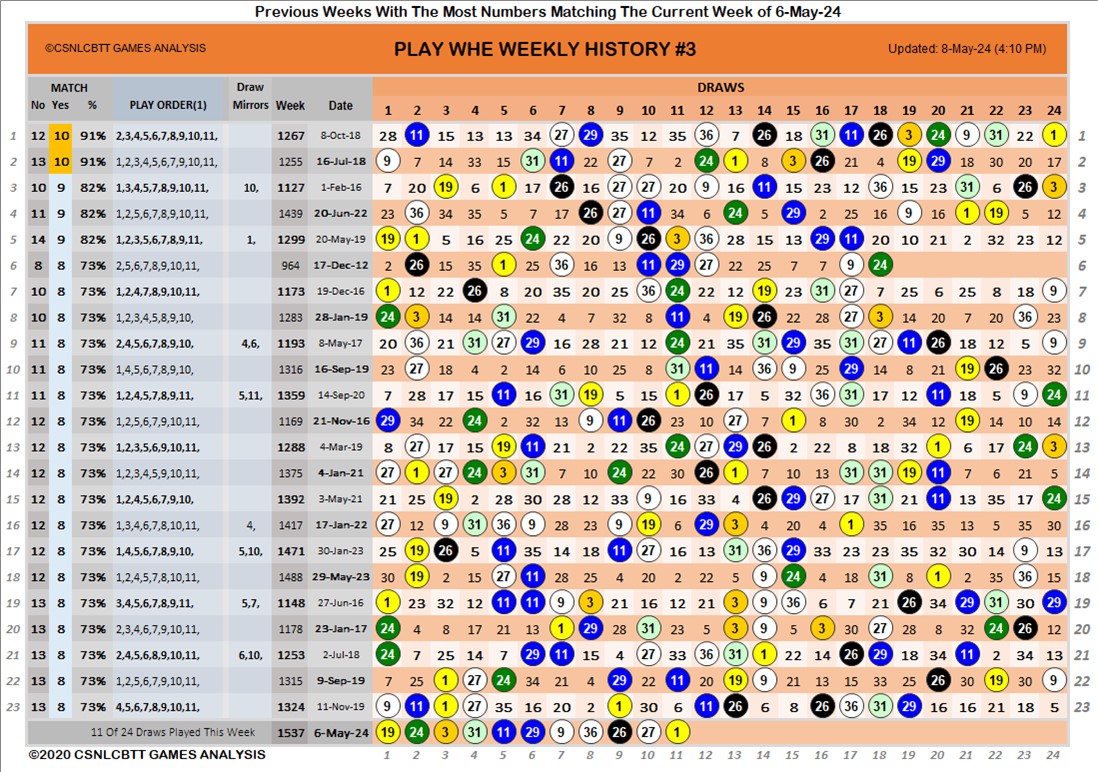 Previous Weeks With The Most Numbers Matching The Current Week of 6-May-24
©CSNLCBTT GAMES ANALYSIS PLAY WHE WEEKLY HISTORY #3 Updated: 8-May-24 (4:10 PM)
MATCH Draw DRAWS
No Yes % PLAY ORDER(1) Mirrors Week Date 1 2 3 4 5 6 7 8 9 10 11 12 13 14 15 16 17 18 19 20 21 22 23 24
1 12 10 91% 2,3,4,5,6,7,8,9,10,11, 1267 8-Oct-18 28 11 15 13 13 34 27 29 35 12 35 36 7 26 18 31 11 26 3 24 9 31 22 1 1
2 13 10 91% 1,2,3,4,5,6,7,9,10,11, 1255 16-Jul-18 9 7 14 33 15 31 11 22 27 7 2 24 1 8 3 26 21 4 19 29 18 30 20 17 2
3 10 9 82% 1,3,4,5,7,8,9,10,11, 10, 1127 1-Feb-16 7 20 19 6 1 17 26 16 27 27 20 9 16 11 15 23 12 36 15 23 31 6 23 3 3
4 11 9 82% 1,2,5,6,7,8,9,10,11, 1439 20-Jun-22 23 36 34 35 5 7 17 26 27 11 34 6 24 5 29 2 25 16 9 16 1 19 5 12 4
5 14 9 82% 1,2,3,5,6,7,8,9,11, 1, 1299 20-May-19 19 1 5 16 25 24 22 20 9 26 3 36 28 15 13 29 11 20 10 21 2 32 23 12 5
6 8 8 73% 2,5,6,7,8,9,10,11, 964 17-Dec-12 2 26 15 35 1 25 36 16 13 11 29 27 22 25 7 7 9 24 6
7 10 8 73% 1,2,4,7,8,9,10,11, 1173 19-Dec-16 1 12 22 26 8 20 35 20 25 36 24 22 12 19 23 31 27 7 25 6 25 8 18 9 7
8 10 8 73% 1,2,3,4,5,8,9,10, 1283 28-Jan-19 24 3 14 14 31 22 4 7 32 8 11 4 19 26 22 28 27 3 14 20 7 20 36 23 8
9 11 8 73% 2,4,5,6,7,8,9,10, 4,6, 1193 8-May-17 20 36 21 31 27 29 16 28 25 11 24 21 35 31 29 35 31 27 11 26 18 12 5 9 9
10 11 8 73% 1,4,5,6,7,8,9,10, 1316 16-Sep-19 23 27 18 4 2 14 6 10 25 8 31 11 14 36 9 25 29 14 8 21 19 26 23 32 10
11 11 8 73% 1,2,4,5,7,8,9,11, 5,11, 1359 14-Sep-20 7 28 17 15 11 16 31 19 11 15 1 26 17 5 32 36 31 17 12 11 18 5 9 24 11
12 12 8 73% 1,2,5,6,7,9,10,11, 1169 21-Nov-16 29 34 22 24 2 32 13 9 11 26 23 12 27 7 1 8 30 2 34 12 19 14 10 14 12
13 12 8 73% 1,2,3,5,6,9,10,11, 1288 4-Mar-19 8 27 17 15 19 11 21 2 22 35 24 27 29 26 2 22 8 18 32 1 6 17 24 3 13
14 12 8 73% 1,2,3,4,5,9,10,11, 1375 4-Jan-21 27 1 27 24 3 31 7 10 24 22 30 26 1 7 10 13 31 31 19 11 7 6 21 5 14
15 12 8 73% 1,2,4,5,6,7,9,10, 1392 3-May-21 21 25 19 2 28 30 28 12 33 9 16 33 4 26 29 27 17 31 21 11 13 35 17 24 15
16 12 8 73% 1,3,4,6,7,8,10,11, 4, 1417 17-Jan-22 27 12 9 31 36 9 28 23 9 19 6 29 3 4 20 4 1 35 16 35 13 5 35 30 16
17 12 8 73% 1,4,5,6,7,8,9,10, 5,10, 1471 30-Jan-23 25 19 26 5 11 35 14 18 11 27 16 13 31 36 29 33 23 23 35 32 30 14 9 13 17
18 12 8 73% 1,2,4,5,7,8,10,11, 1488 29-May-23 30 19 2 15 27 11 28 25 4 20 2 22 5 9 24 4 18 31 8 1 2 35 36 15 18
19 13 8 73% 3,4,5,6,7,8,9,11, 5,7, 1148 27-Jun-16 1 23 32 12 11 11 9 3 21 16 12 21 3 9 36 6 7 21 26 34 29 31 30 29 19
20 13 8 73% 2,3,4,6,7,9,10,11, 1178 23-Jan-17 24 4 8 17 21 13 1 29 28 31 23 5 3 9 5 3 30 27 28 8 32 24 26 12 20
21 13 8 73% 2,4,5,6,8,9,10,11, 6,10, 1253 2-Jul-18 24 7 25 14 7 29 11 15 4 27 33 36 31 1 22 17 26 29 18 34 11 2 34 13 21
22 13 8 73% 1,2,3,5,6,7,9,10, 1315 9-Sep-19 7 25 3 27 24 34 21 4 29 22 11 21 19 9 21 13 15 33 25 26 30 19 30 9 22
23 13 8 73% 4,5,6,7,8,9,10,11, 1324 11-Nov-19 9 11 1 27 35 16 20 2 1 30 6 11 26 6 8 26 36 31 29 16 16 21 18 5 23
11 Of 24 Draws Played This Week 1537 6-May-24 19 24 3 31 11 29 9 36 26 27 1
©2020 CSNLCBTT GAMES ANALYSIS 1 2 3 4 5 6 7 8 9 10 11 12 13 14 15 16 17 18 19 20 21 22 23 24